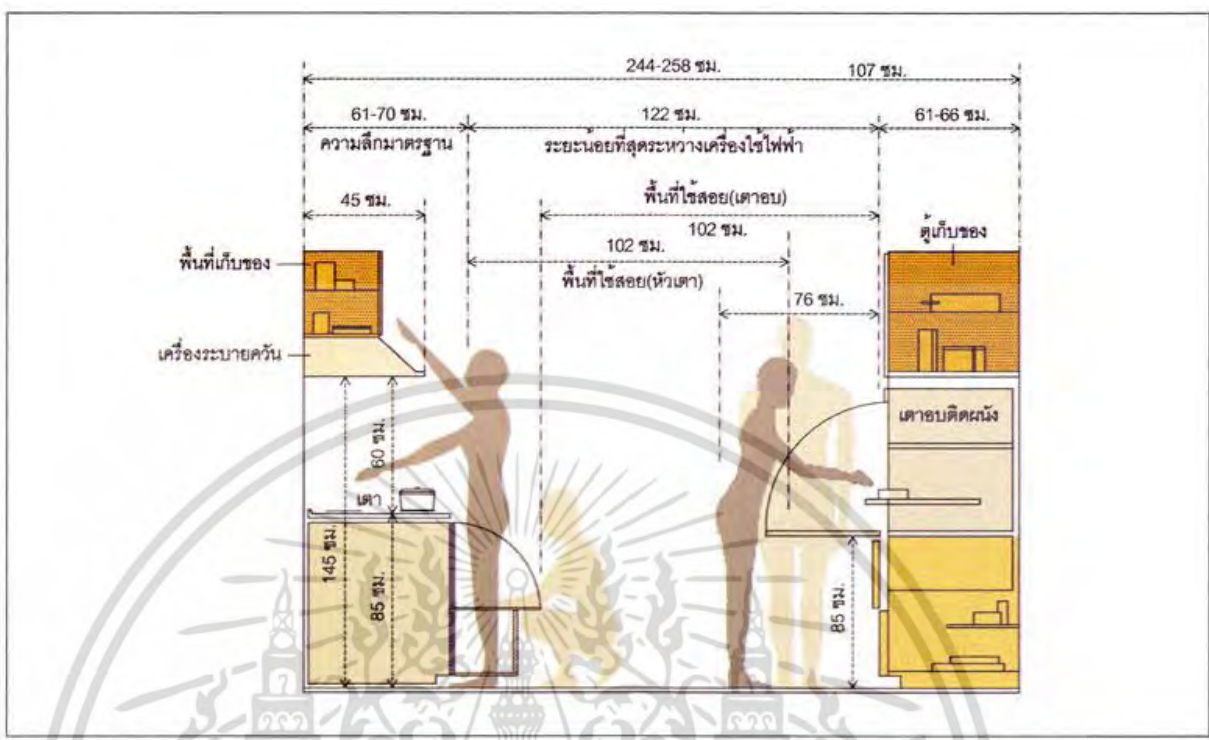 244-258 ซม.
107 ซม.
61-70 ซม.
122 ซม.
61-66 ซม.
ความลึกมาตรฐาน
ระยะน้อยที่สุดระหว่างเครื่องใช้ไฟฟ้า
45 ซม.
พื้นที่ใช้สอย(เตาอบ)
102 ซม.
102 ซม.
ตู้เก็บของ
พื้นที่เก็บของ
พื้นที่ใช้สอย(หัวเตา)
76 ซม.
เครื่องระบายควัน
เตาอบติดผนัง
60 ซม.
เตา
145 ซม.
85 ซม.
85 ซม.